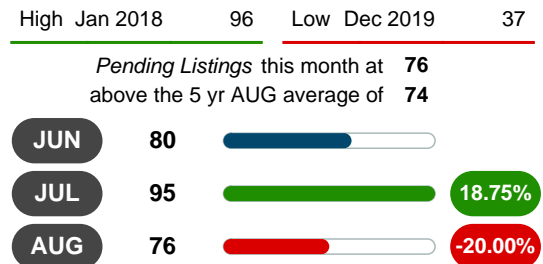 High Jan 2018 96 Low Dec 2019 37
Pending Listings this month at 76
above the 5 yr AUG average of 74
JUN 80
JUL 95 18.75%
AUG 76 -20.00%